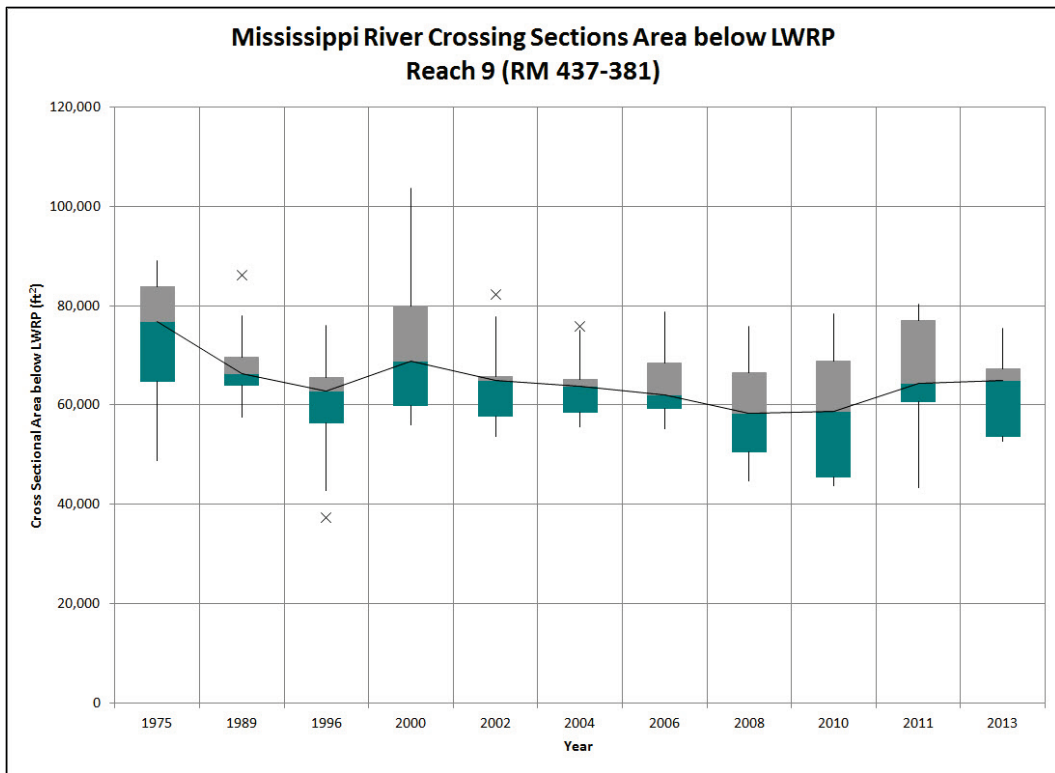 Mississippi River Crossing Sections Area below LWRP
Reach 9 (RM 437-381)
120,000
100,000
80,000
60,000
40,000
20,000
0
Cross Sectional Area below LWRP (ft²)
1975 1989 1996 2000 2002 2004 2006 2008 2010 2011 2013
Year